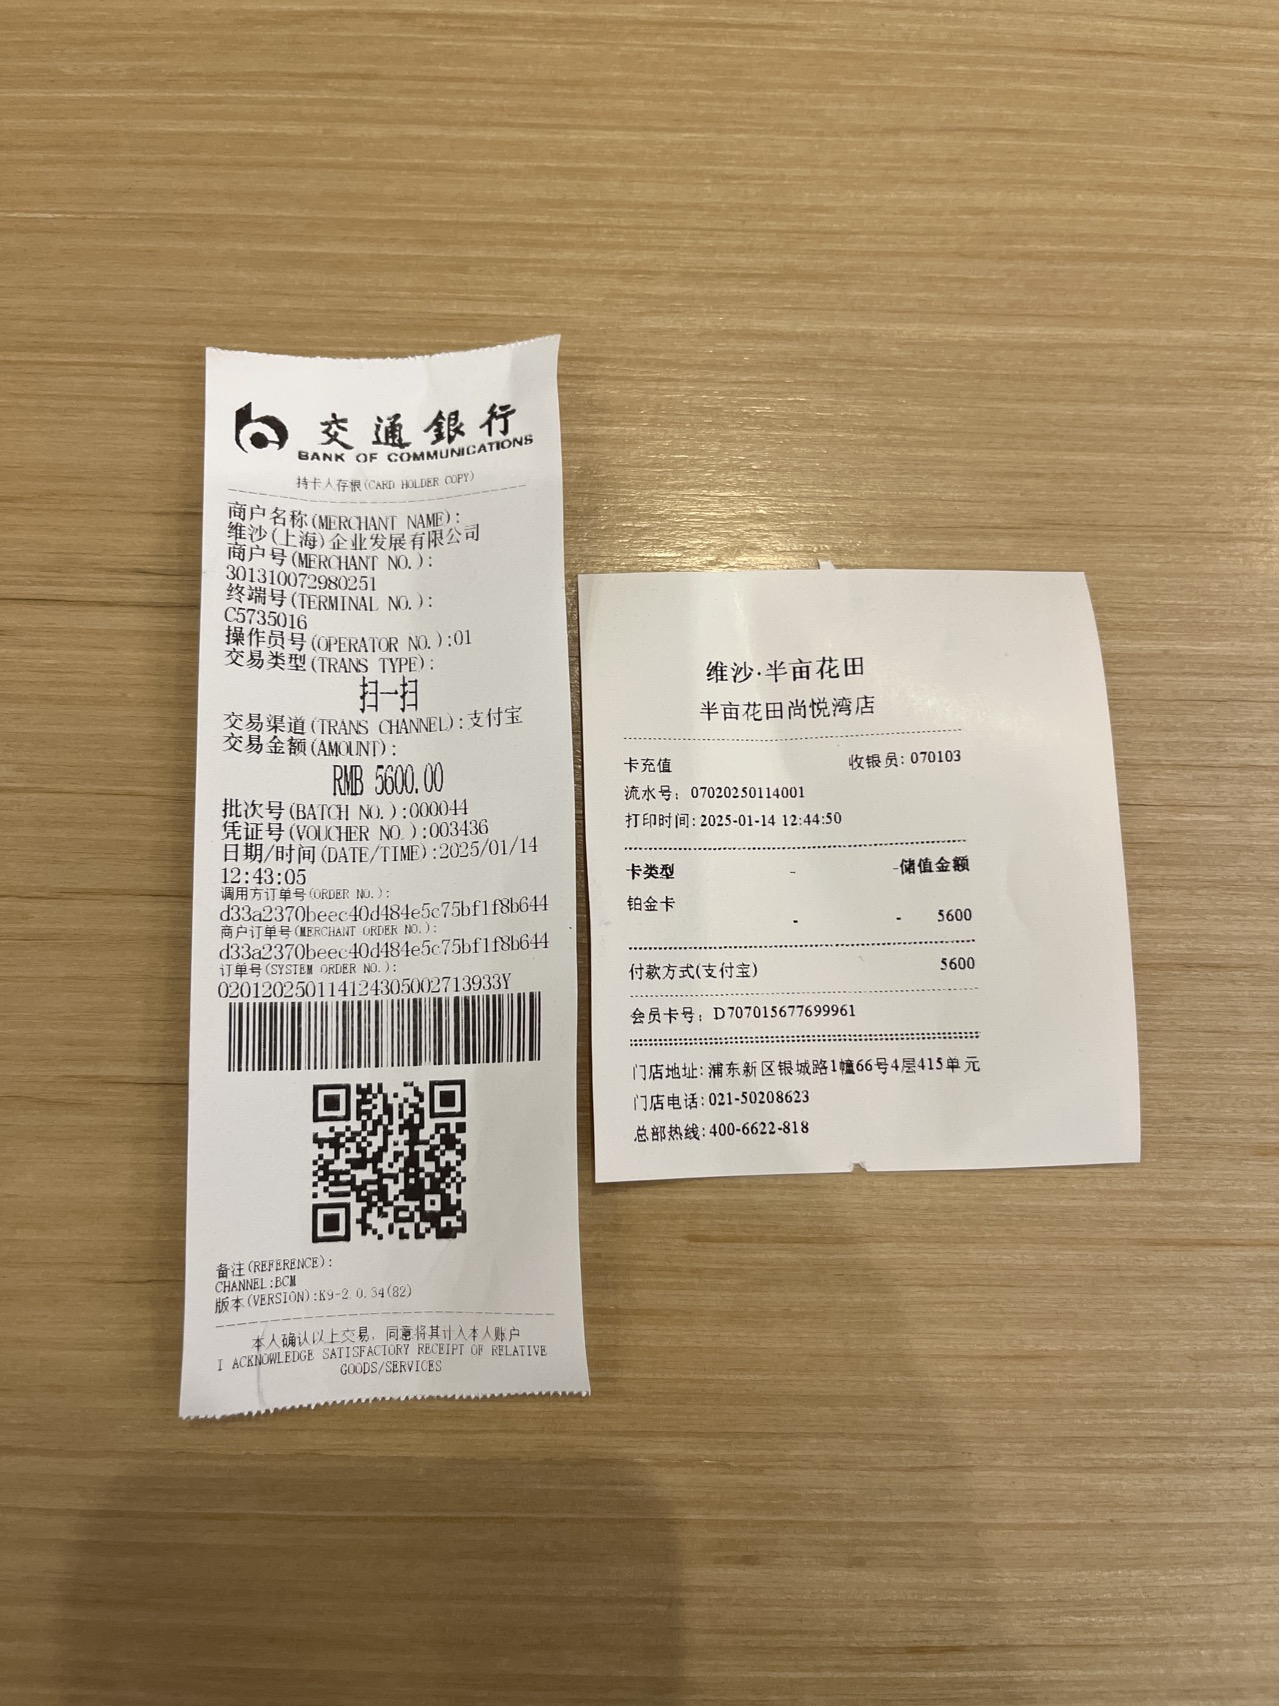 交通銀行
BANK OF COMMUNICATIONS
持卡人存根(CARD HOLDER COPY)
商户名称(MERCHANT NAME):
维沙(上海)企业发展有限公司
商户号(MERCHANT NO.):
301310072980251
终端号(TERMINAL NO.):
C5735016
操作员号(OPERATOR NO.):01
交易类型(TRANS TYPE):
扫一扫
交易渠道(TRANS CHANNEL):支付宝
交易金额(AMOUNT):
RMB 5600.00
批次号(BATCH NO.):000044
凭证号(VOUCHER NO.):003436
日期/时间(DATE/TIME):2025/01/14
12:43:05
调用方订单号(ORDER NO.):
d33a2370beec40d484e5c75bf1f8b644
商户订单号(MERCHANT ORDER NO.):
d33a2370beec40d484e5c75bf1f8b644
订单号(SYSTEM ORDER NO.):
020120250114124305002713933Y
备注(REFERENCE):
CHANNEL:BCM
版本(VERSION):K9-2.0.34(82)
本人确认以上交易, 同意将其计入本人账户
I ACKNOWLEDGE SATISFACTORY RECEIPT OF RELATIVE
GOODS/SERVICES
维沙·半亩花田
半亩花田尚悦湾店
卡充值 收银员: 070103
流水号: 07020250114001
打印时间: 2025-01-14 12:44:50
卡类型 - -储值金额
铂金卡
- - 5600
付款方式(支付宝) 5600
会员卡号: D707015677699961
门店地址: 浦东新区银城路1幢66号4层415单元
门店电话: 021-50208623
总部热线: 400-6622-818